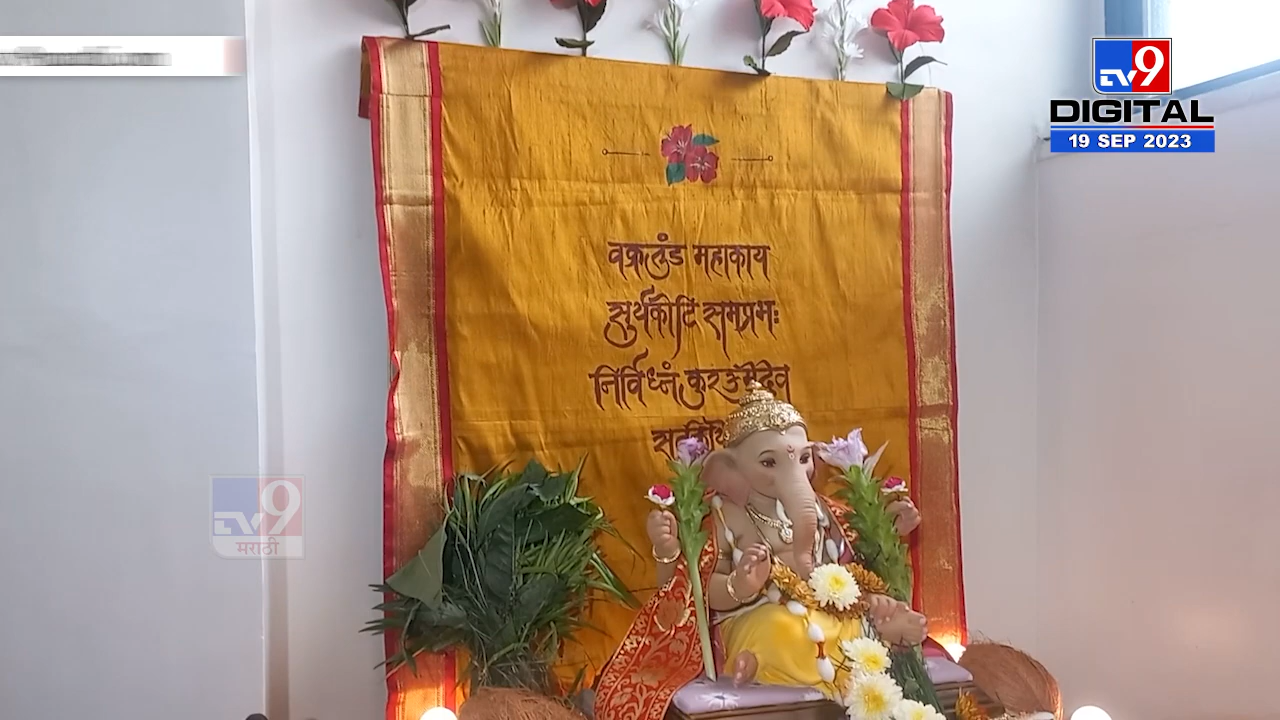 TV9
DIGITAL
19 SEP 2023
वक्रतुंड महाकाय
सुर्यकोटि समप्रभः
निर्विघ्नं कुरू मेदेव
TV9
मराठी